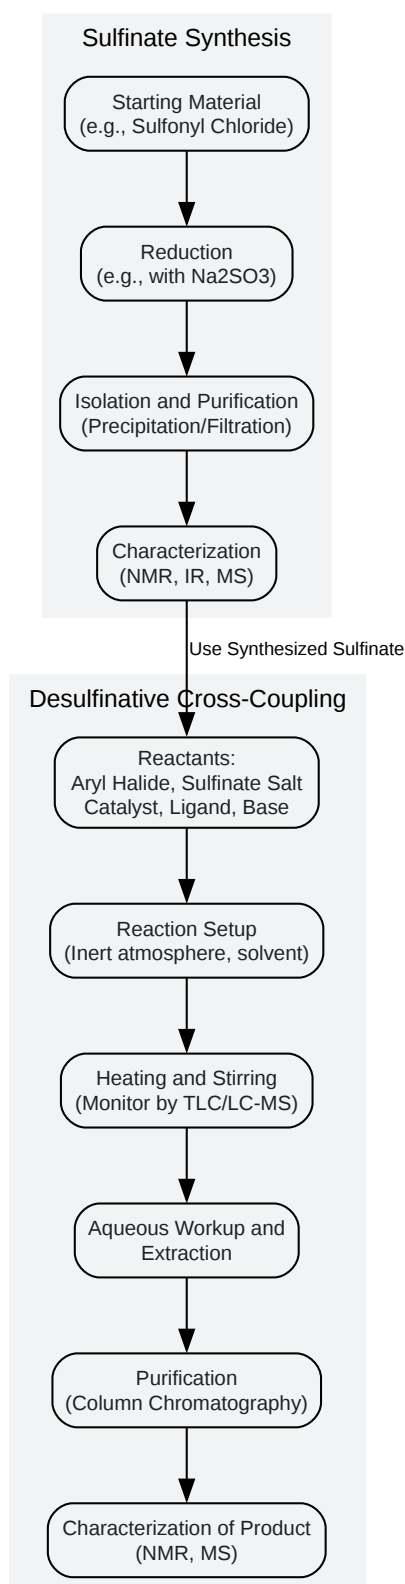 Sulfinate Synthesis
Starting Material
(e.g., Sulfonyl Chloride)
Reduction
(e.g., with Na2SO3)
Isolation and Purification
(Precipitation/Filtration)
Characterization
(NMR, IR, MS)
Use Synthesized Sulfinate
Desulfinative Cross-Coupling
Reactants:
Aryl Halide, Sulfinate Salt
Catalyst, Ligand, Base
Reaction Setup
(Inert atmosphere, solvent)
Heating and Stirring
(Monitor by TLC/LC-MS)
Aqueous Workup and
Extraction
Purification
(Column Chromatography)
Characterization of Product
(NMR, MS)